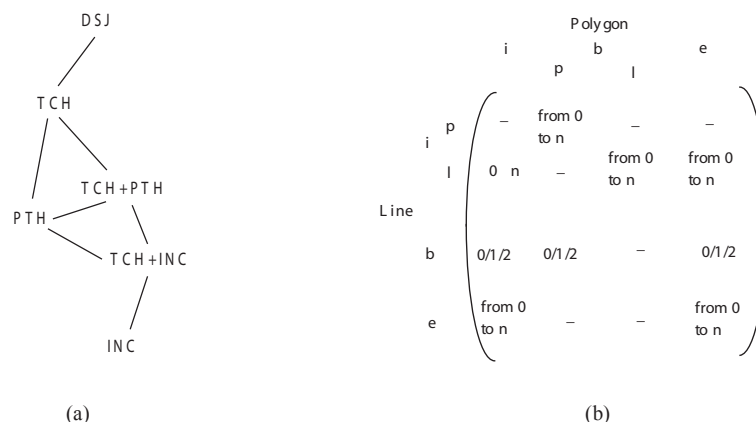 DSJ
TCH
TCH+PTH
PTH
TCH+INC
INC
(a)
Polygon
i b e
p l
i p – from 0 to n – –
l 0 n – from 0 to n from 0 to n
Line
b 0/1/2 0/1/2 – 0/1/2
e from 0 to n – – from 0 to n
(b)